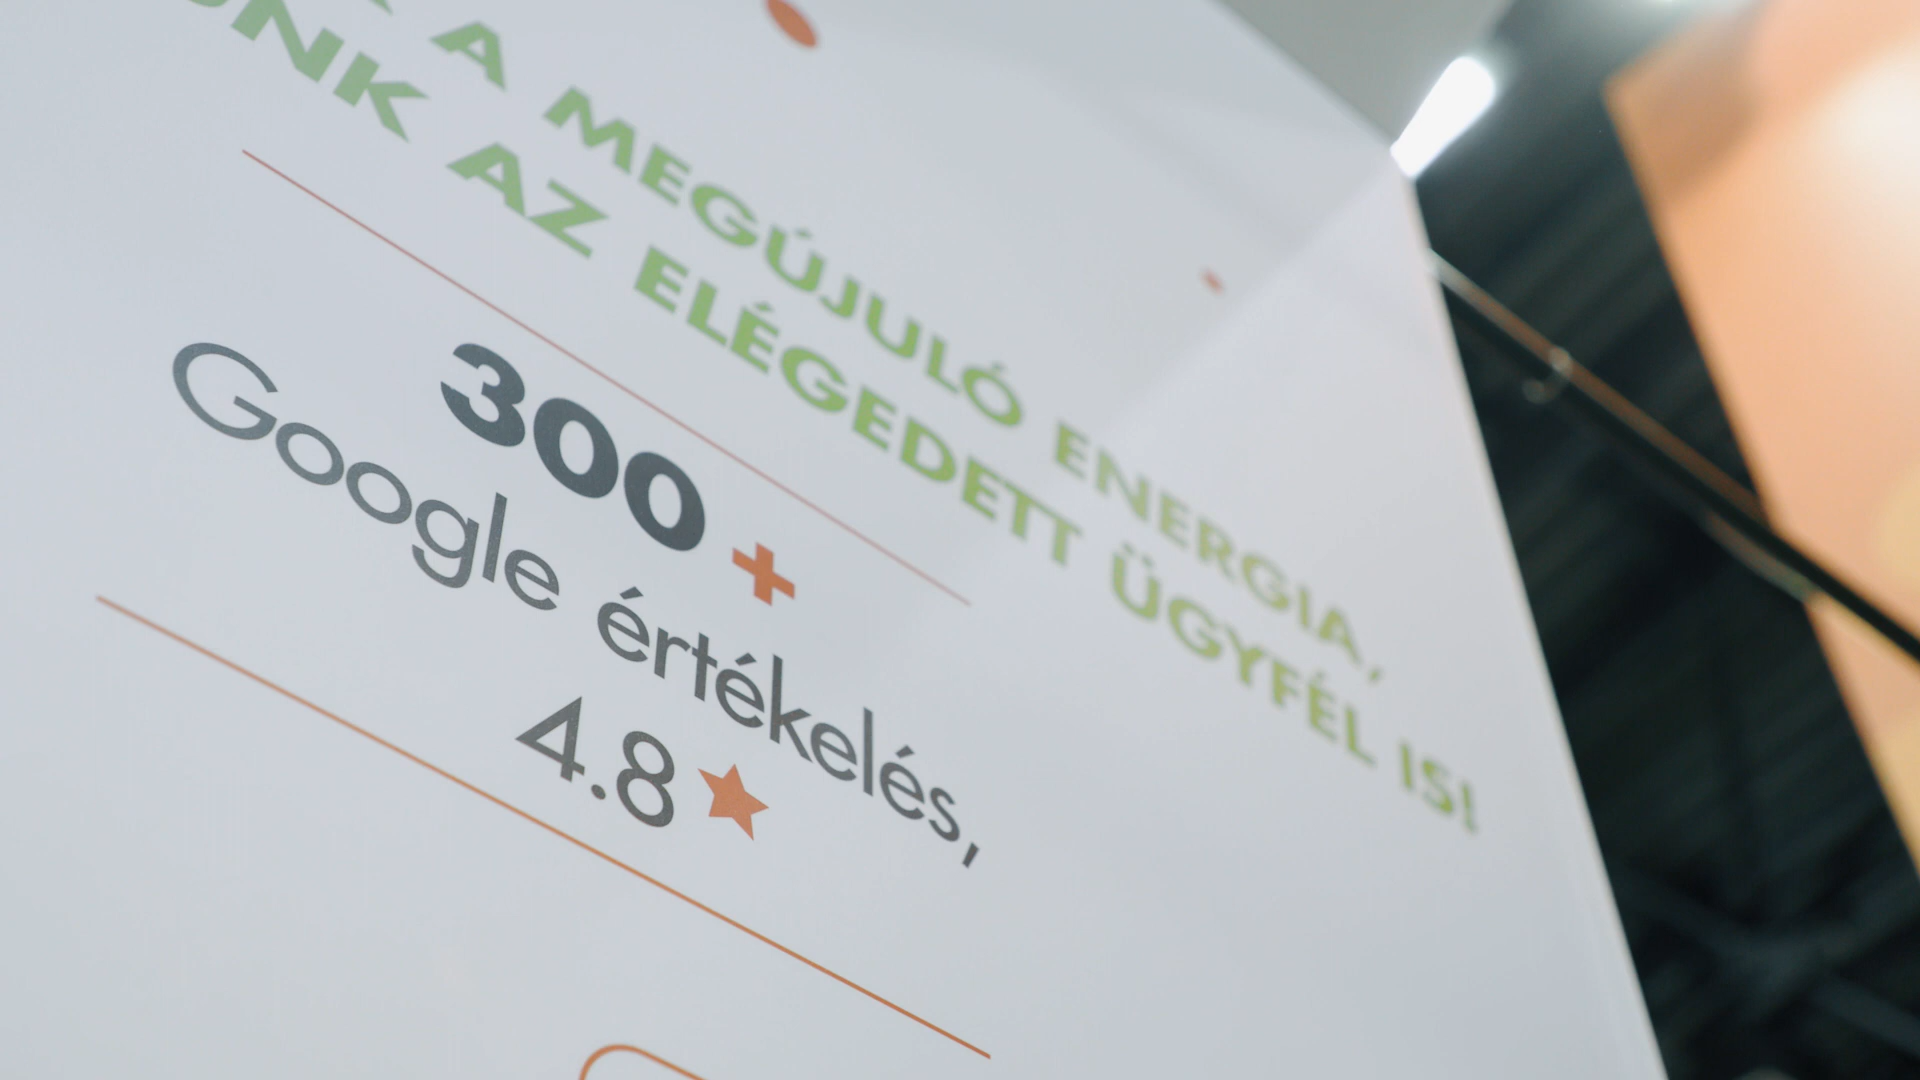 A MEGÚJULÓ ENERGIA,
AZ ELÉGEDETT ÜGYFÉL IS!
300+
Google értékelés,
4.8